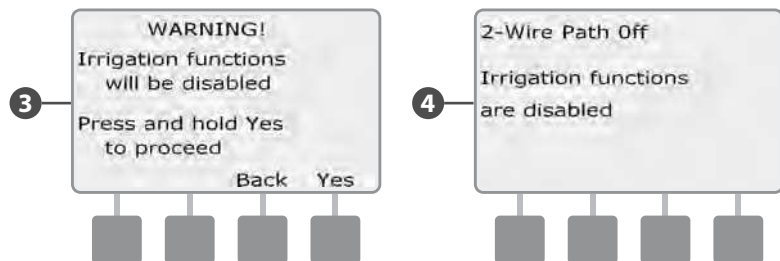 3
WARNING!
Irrigation functions
will be disabled
Press and hold Yes
to proceed
Back Yes
4
2-Wire Path Off
Irrigation functions
are disabled